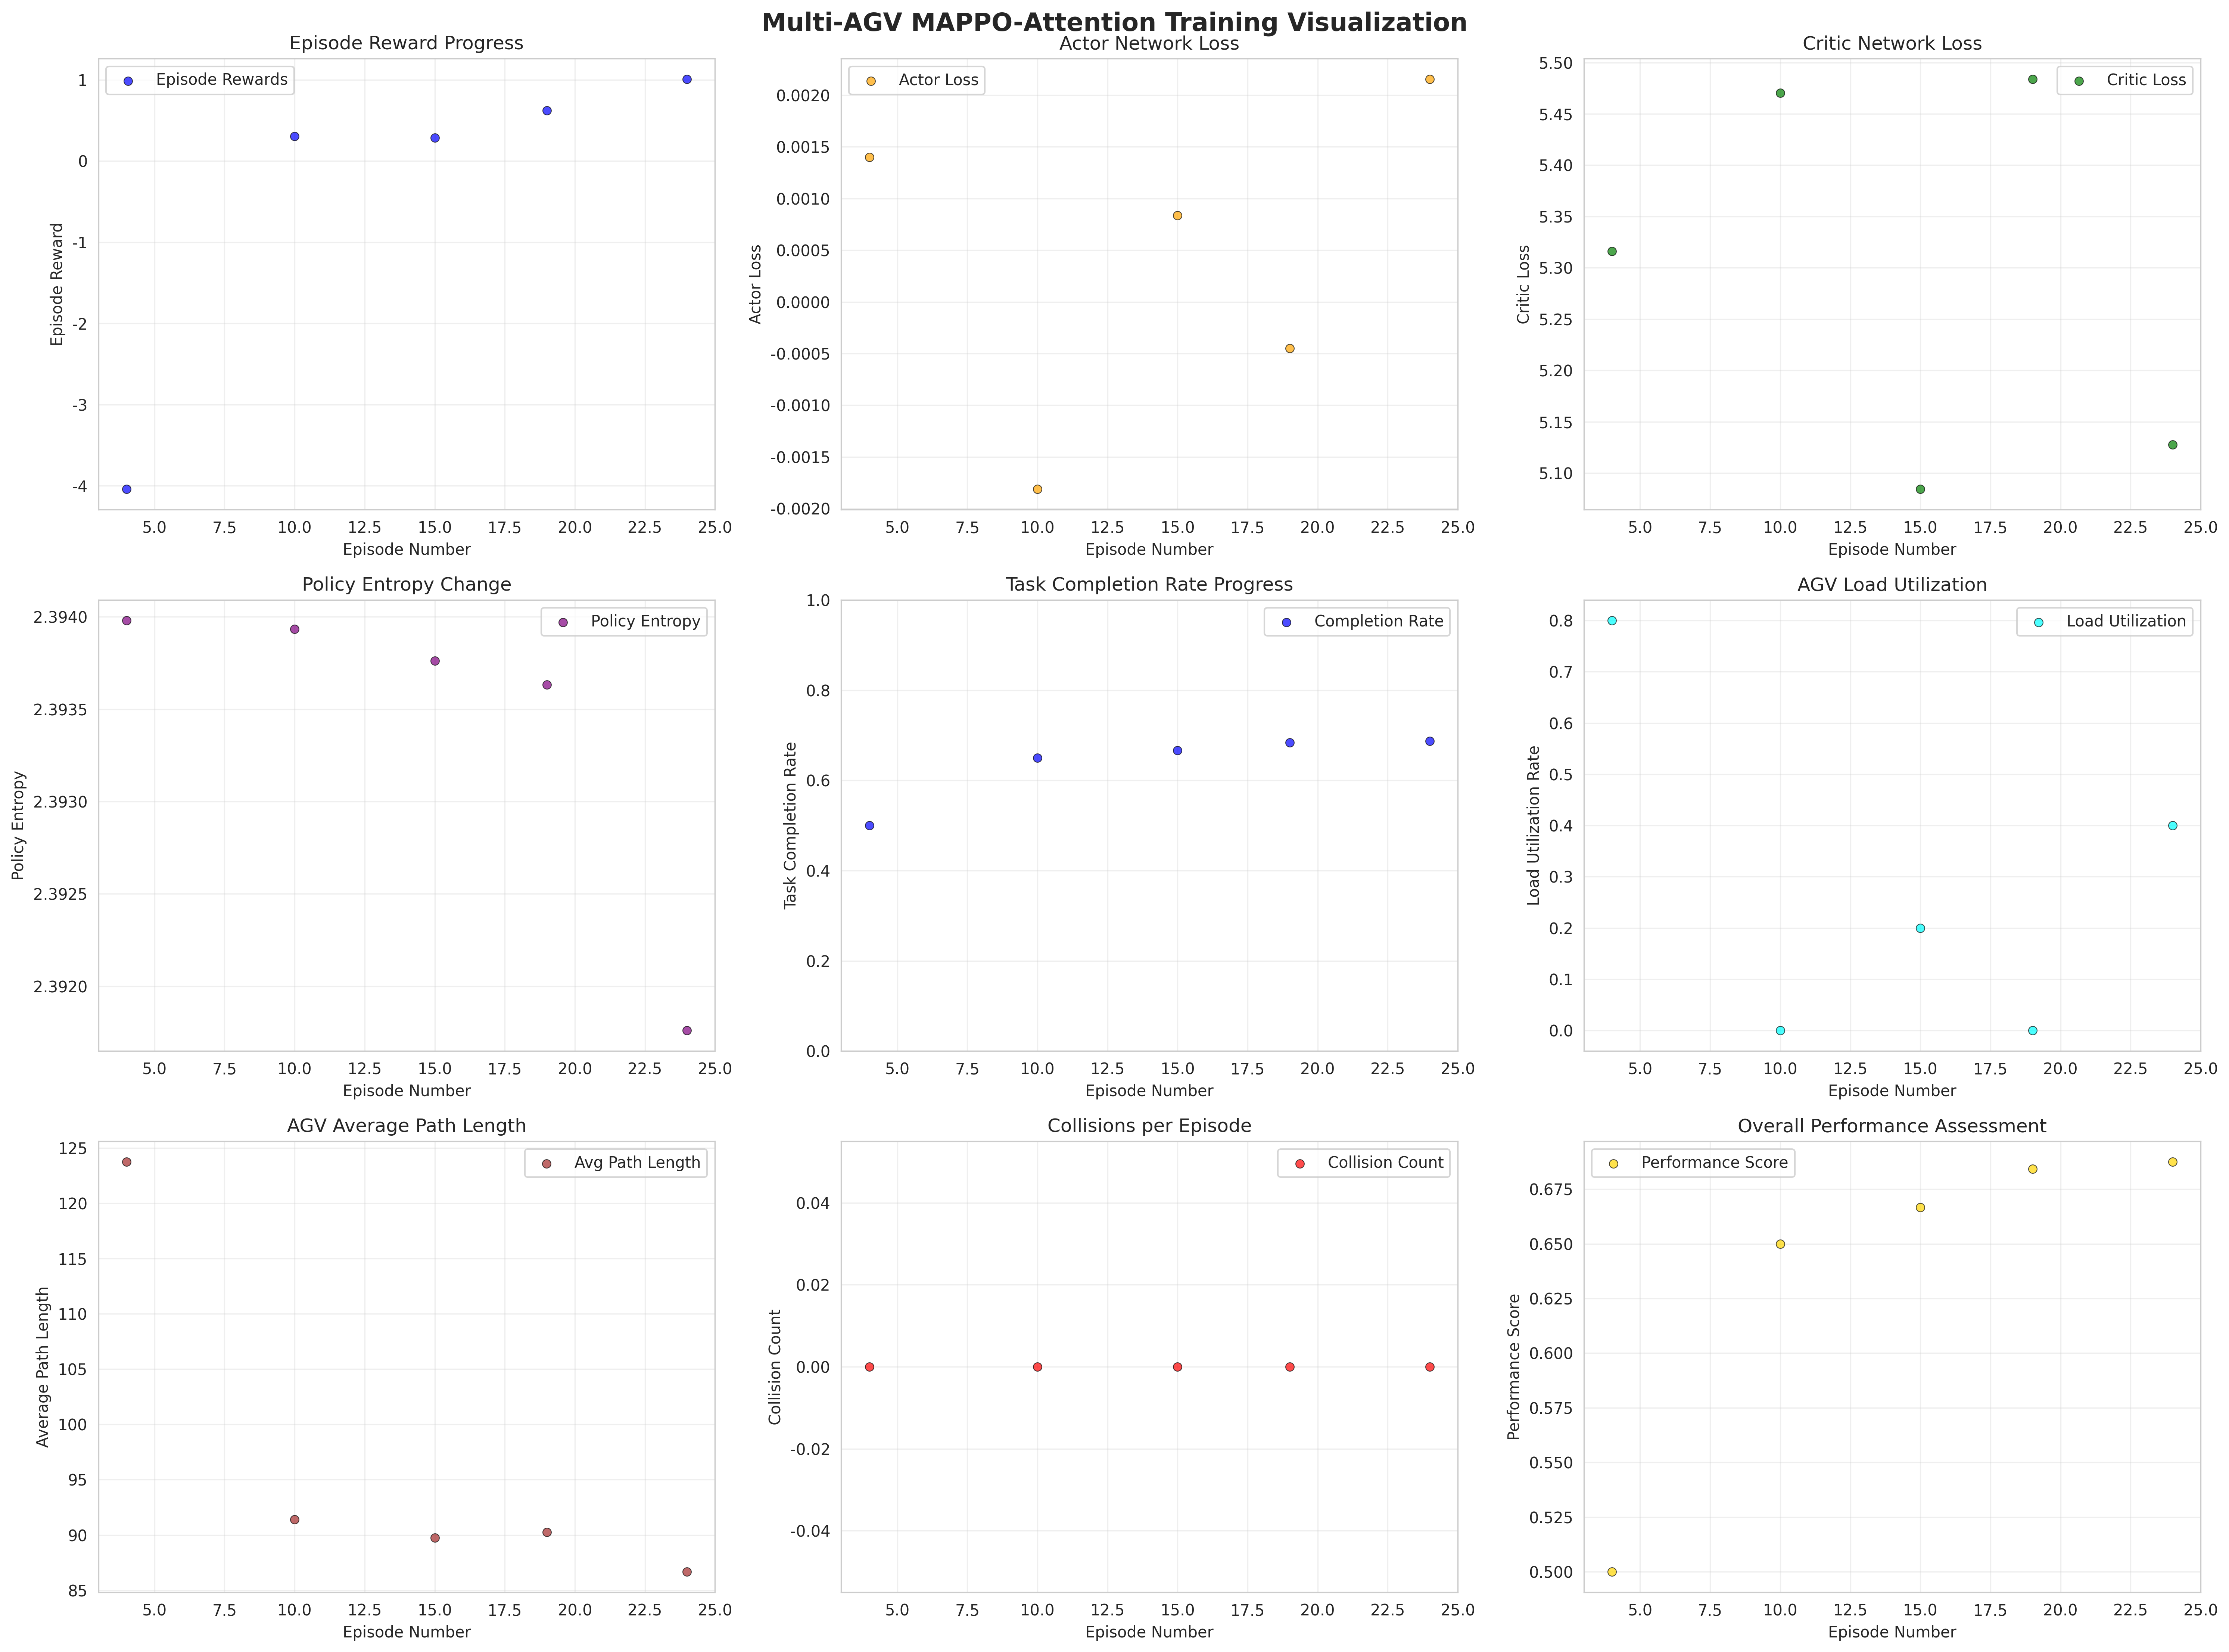 Multi-AGV MAPPO-Attention Training Visualization
Episode Reward Progress
Episode Rewards
1
0
-1
-2
-3
-4
Episode Reward
5.0 7.5 10.0 12.5 15.0 17.5 20.0 22.5 25.0
Episode Number
Actor Network Loss
Actor Loss
0.0020
0.0015
0.0010
0.0005
0.0000
-0.0005
-0.0010
-0.0015
-0.0020
Actor Loss
5.0 7.5 10.0 12.5 15.0 17.5 20.0 22.5 25.0
Episode Number
Critic Network Loss
Critic Loss
5.50
5.45
5.40
5.35
5.30
5.25
5.20
5.15
5.10
Critic Loss
5.0 7.5 10.0 12.5 15.0 17.5 20.0 22.5 25.0
Episode Number
Policy Entropy Change
Policy Entropy
2.3940
2.3935
2.3930
2.3925
2.3920
Policy Entropy
5.0 7.5 10.0 12.5 15.0 17.5 20.0 22.5 25.0
Episode Number
Task Completion Rate Progress
Completion Rate
1.0
0.8
0.6
0.4
0.2
0.0
Task Completion Rate
5.0 7.5 10.0 12.5 15.0 17.5 20.0 22.5 25.0
Episode Number
AGV Load Utilization
Load Utilization
0.8
0.7
0.6
0.5
0.4
0.3
0.2
0.1
0.0
Load Utilization Rate
5.0 7.5 10.0 12.5 15.0 17.5 20.0 22.5 25.0
Episode Number
AGV Average Path Length
Avg Path Length
125
120
115
110
105
100
95
90
85
Average Path Length
5.0 7.5 10.0 12.5 15.0 17.5 20.0 22.5 25.0
Episode Number
Collisions per Episode
Collision Count
0.04
0.02
0.00
-0.02
-0.04
Collision Count
5.0 7.5 10.0 12.5 15.0 17.5 20.0 22.5 25.0
Episode Number
Overall Performance Assessment
Performance Score
0.675
0.650
0.625
0.600
0.575
0.550
0.525
0.500
Performance Score
5.0 7.5 10.0 12.5 15.0 17.5 20.0 22.5 25.0
Episode Number